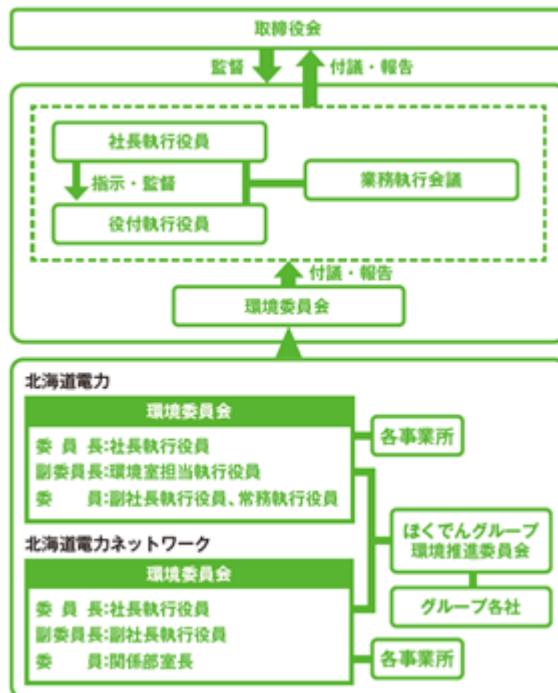 取締役会
監督
付議・報告
社長執行役員
指示・監督
業務執行会議
役付執行役員
付議・報告
環境委員会
北海道電力
環境委員会
委員長:社長執行役員
副委員長:環境室担当執行役員
委員:副社長執行役員、常務執行役員
各事業所
ほくでんグループ
環境推進委員会
グループ各社
北海道電力ネットワーク
環境委員会
委員長:社長執行役員
副委員長:副社長執行役員
委員:関係部室長
各事業所